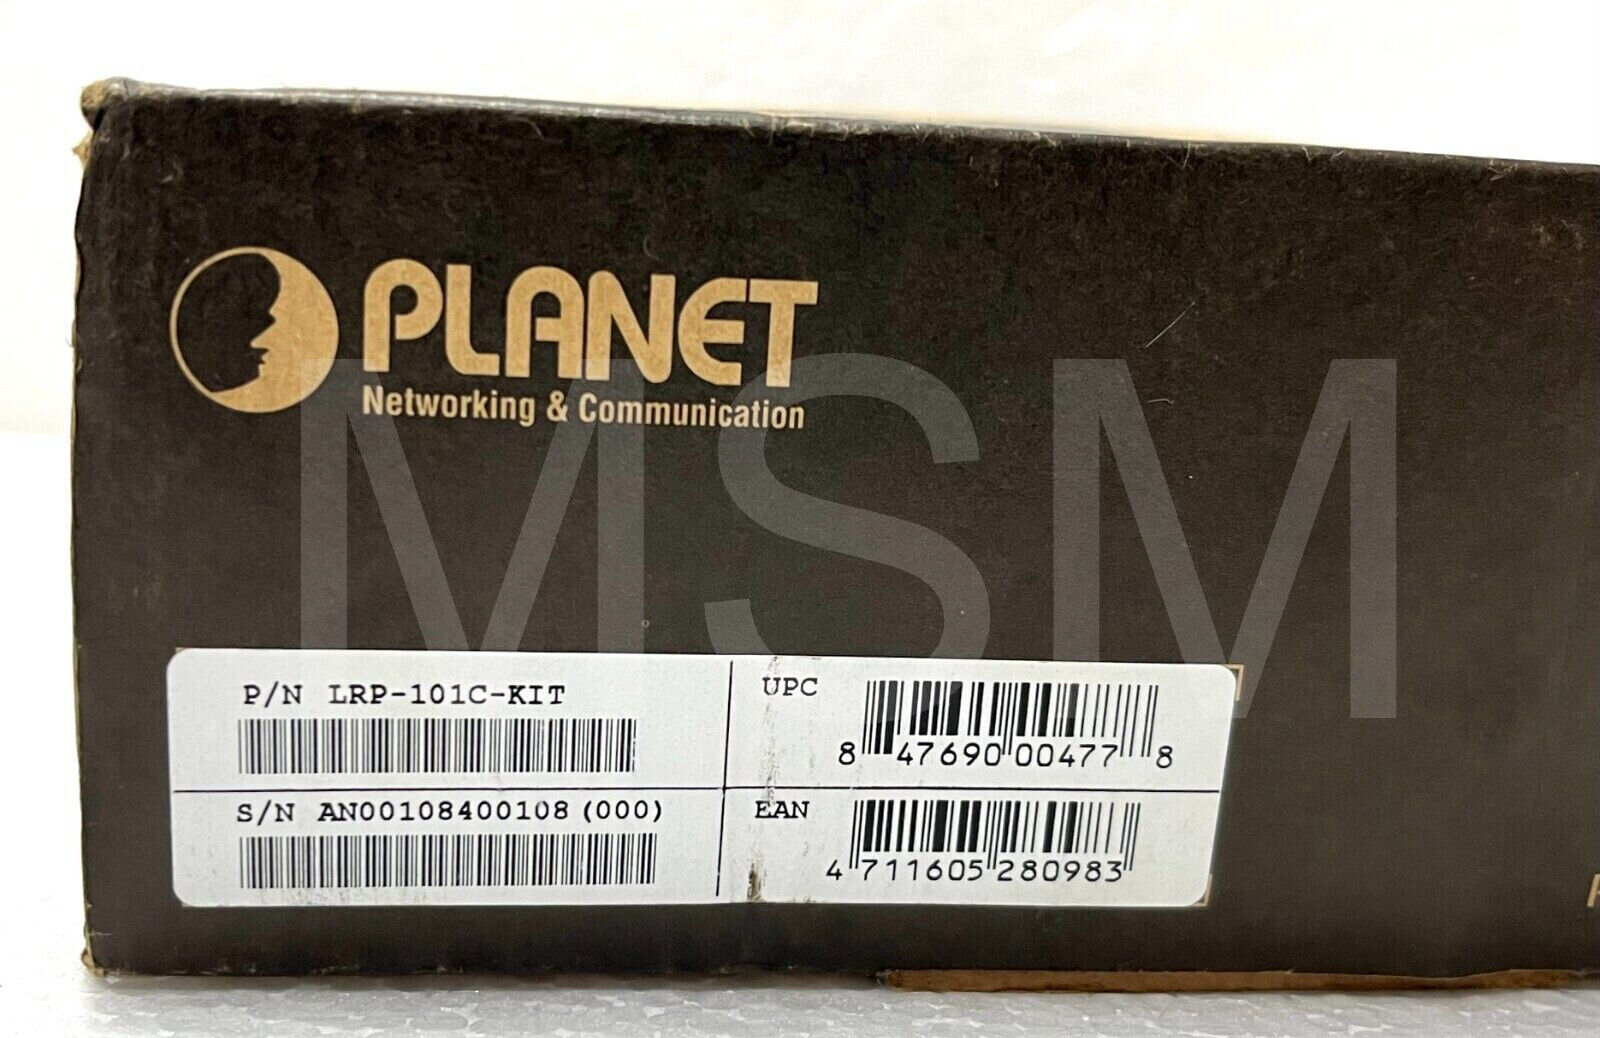 PLANET
Networking & Communication
MSM
P/N LRP-101C-KIT
S/N AN00108400108 (000)
UPC
8 47690 00477 8
EAN
4 711605 280983